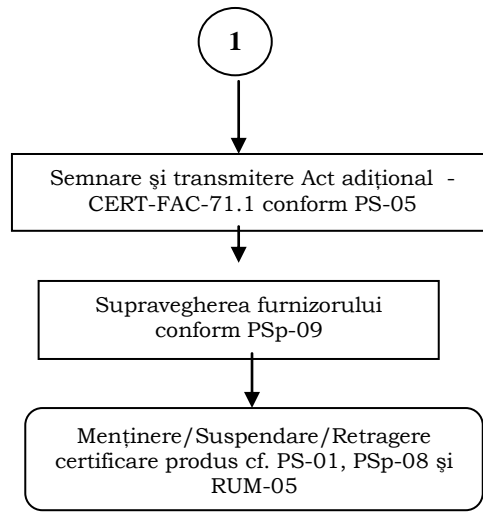 1
Semnare şi transmitere Act adițional -
CERT-FAC-71.1 conform PS-05
Supravegherea furnizorului
conform PSp-09
Menținere/Suspendare/Retragere
certificare produs cf. PS-01, PSp-08 şi
RUM-05